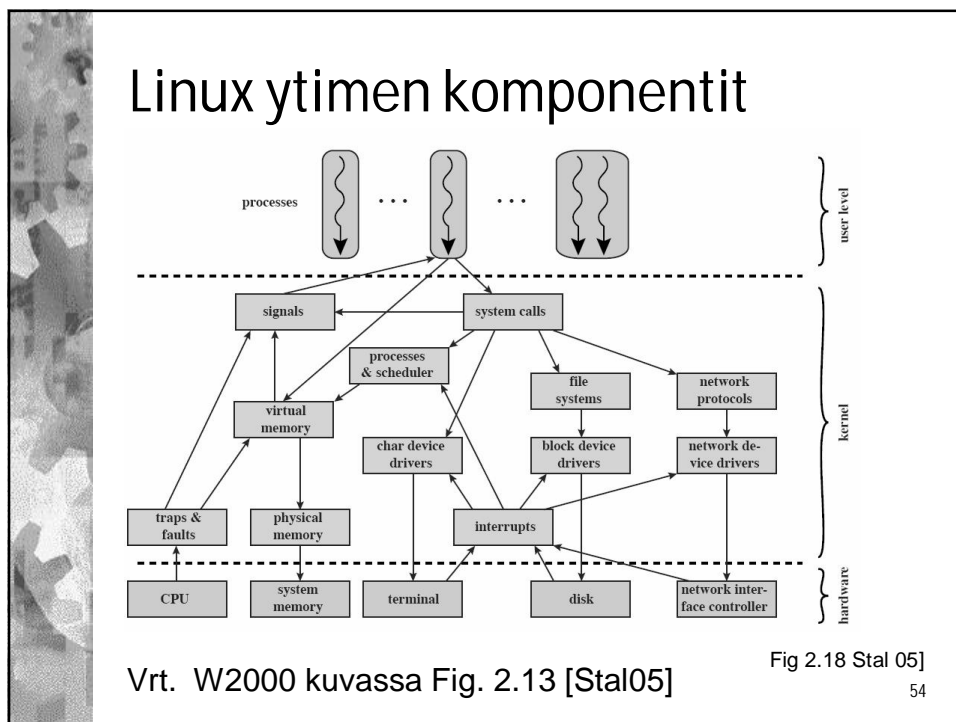 Linux ytimen komponentit
processes
. . .
. . .
user level
signals
system calls
processes
& scheduler
file
systems
network
protocols
virtual
memory
char device
drivers
block device
drivers
network de-
vice drivers
kernel
traps &
faults
physical
memory
interrupts
CPU
system
memory
terminal
disk
network inter-
face controller
hardware
Vrt. W2000 kuvassa Fig. 2.13 [Stal05]
Fig 2.18 Stal 05]
54